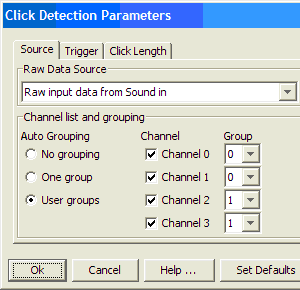 Click Detection Parameters
Source Trigger Click Length
Raw Data Source
Raw input data from Sound in
Channel list and grouping
Auto Grouping Channel Group
No grouping Channel 0 0
One group Channel 1 0
User groups Channel 2 1
Channel 3 1
Ok Cancel Help ... Set Defaults